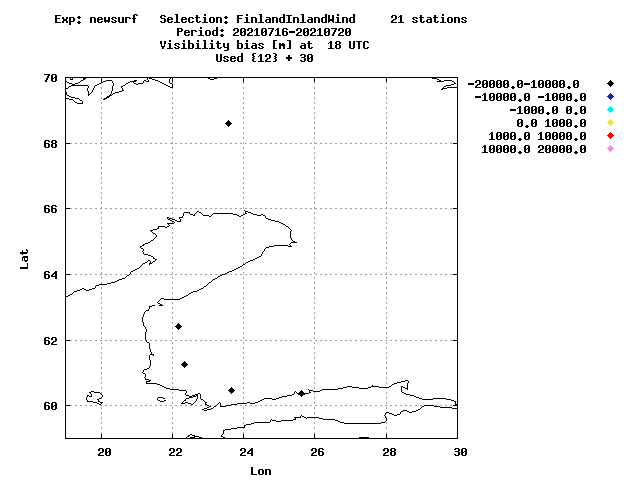 Exp: newsurf   Selection: FinlandInlandWind     21 stations
Period: 20210716-20210720
Visibility bias [m] at  18 UTC
Used {12} + 30
70
68
66
64
62
60
Lat
20 22 24 26 28 30
Lon
-20000.0-10000.0
-10000.0 -1000.0
-1000.0 0.0
0.0 1000.0
1000.0 10000.0
10000.0 20000.0